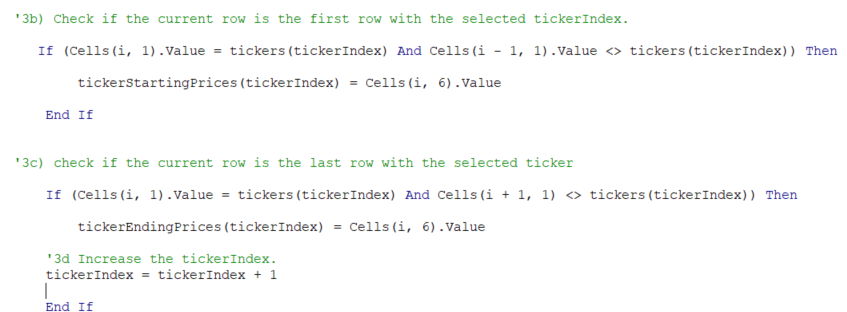 '3b) Check if the current row is the first row with the selected tickerIndex.
If (Cells(i, 1).Value = tickers(tickerIndex) And Cells(i - 1, 1).Value <> tickers(tickerIndex)) Then
tickerStartingPrices(tickerIndex) = Cells(i, 6).Value
End If
'3c) check if the current row is the last row with the selected ticker
If (Cells(i, 1).Value = tickers(tickerIndex) And Cells(i + 1, 1) <> tickers(tickerIndex)) Then
tickerEndingPrices(tickerIndex) = Cells(i, 6).Value
'3d Increase the tickerIndex.
tickerIndex = tickerIndex + 1
End If